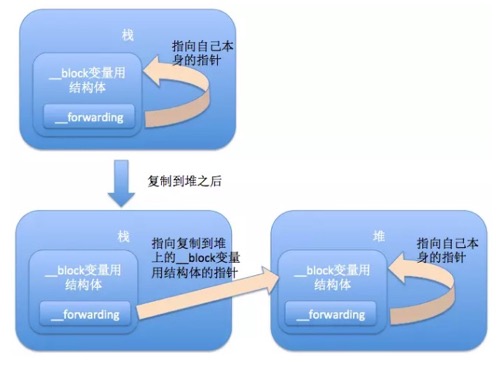 栈
指向自己本
身的指针
__block变量用
结构体
__forwarding
复制到堆之后
栈
指向复制到堆
上的__block变量
用结构体的指针
__block变量用
结构体
__forwarding
堆
指向自己本
身的指针
__block变量用
结构体
__forwarding